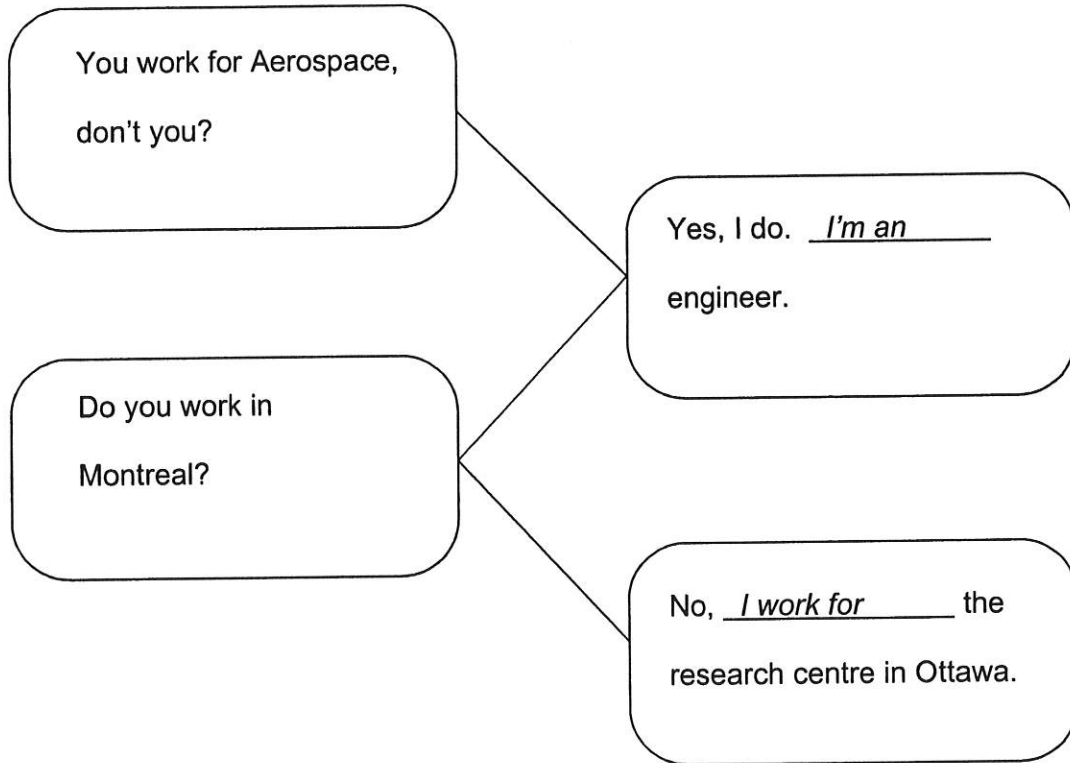 You work for Aerospace,
don't you?
Yes, I do. I'm an
engineer.
Do you work in
Montreal?
No, I work for the
research centre in Ottawa.